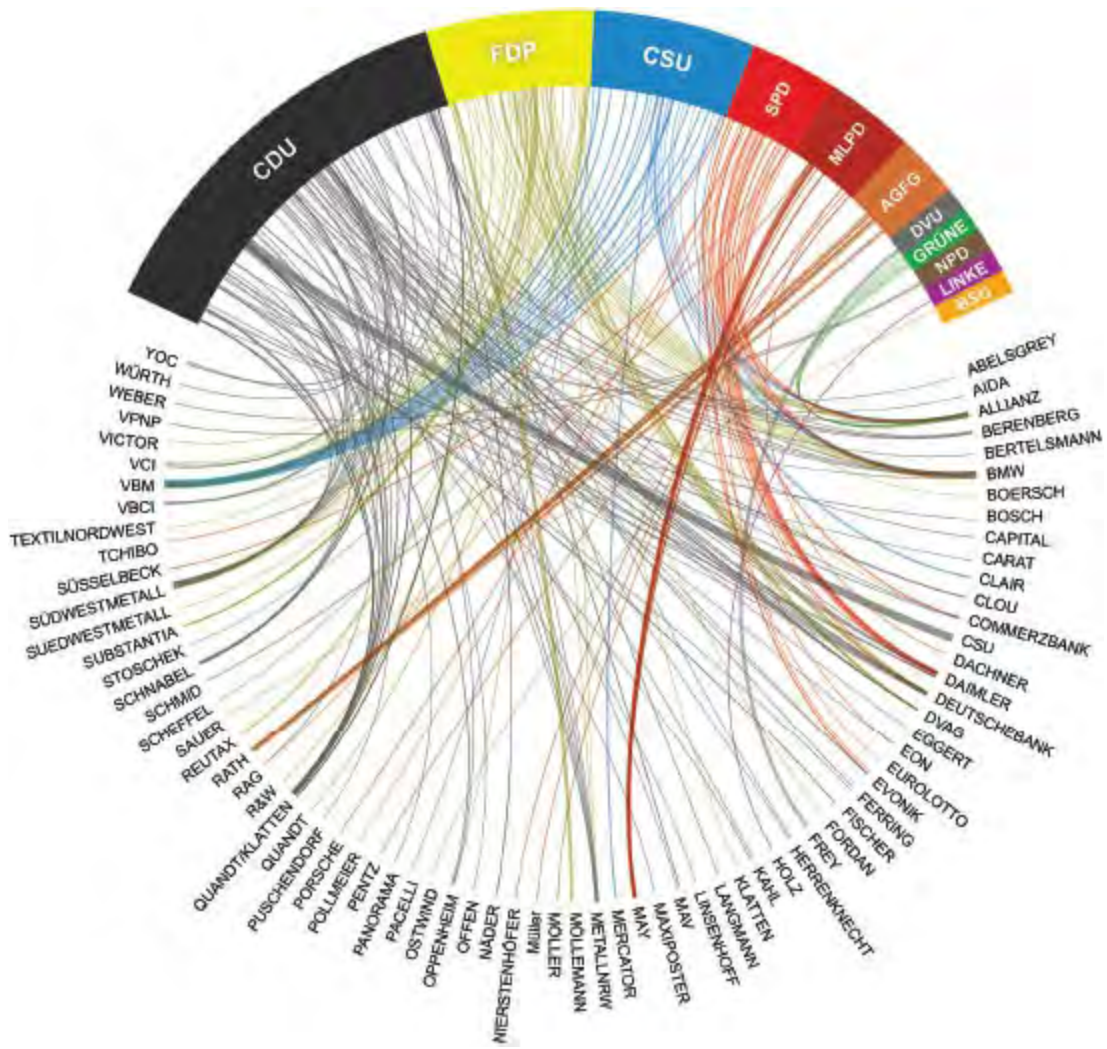 CDU
FDP
CSU
SPD
MLPD
AGFG
DVU
GRÜNE
NPD
LINKE
BSU
ABELSGREY
AIDA
ALLIANZ
BERENBERG
BERTELSMANN
BMW
BOERSCH
BOSCH
CAPITAL
CARAT
CLAIR
CLOU
COMMERZBANK
CSU
DACHNER
DAIMLER
DEUTSCHEBANK
DVAG
EGGERT
EON
EUROLOTTO
EVONIK
FERRING
FISCHER
FORDAN
FREY
HERRENKNECHT
HOLZ
KAHL
KLATTEN
LANGMANN
LINSENHOFF
MAV
MAXIPOSTER
MAY
MERCATOR
METALLNRW
MÖLLEMANN
MÖLLER
Müller
NIERSTENHÖFER
NÄDER
OFFEN
OPPENHEIM
OSTWIND
PACELLI
PANORAMA
PENTZ
POLLMEIER
PORSCHE
PUSCHENDORF
QUANDT
QUANDT/KLATTEN
R&W
RAG
RATH
REUTAX
SAUER
SCHEFFEL
SCHMID
SCHNABEL
STOSCHEK
SUBSTANTIA
SUEDWESTMETALL
SÜDWESTMETALL
SÜSSELBECK
TCHIBO
TEXTILNORDWEST
VBCI
VBM
VCI
VICTOR
VPNP
WEBER
WÜRTH
YOC